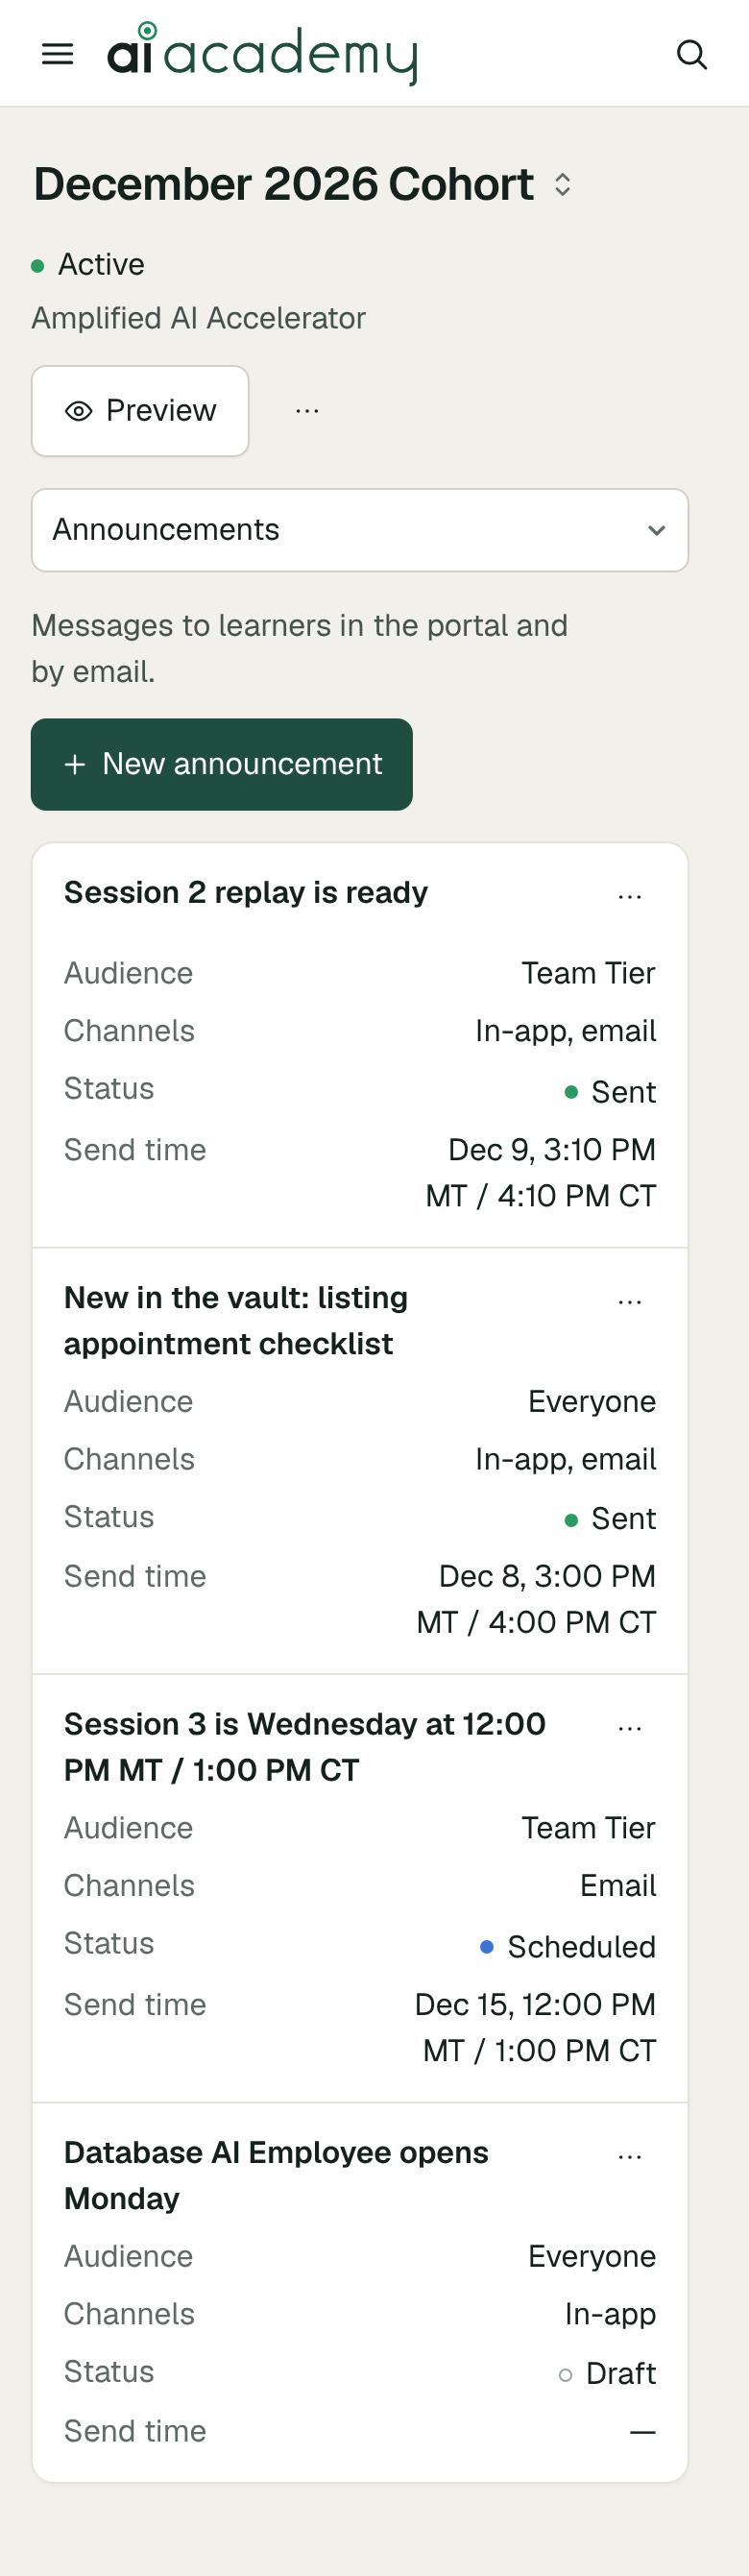 ai academy
December 2026 Cohort
Active
Amplified AI Accelerator
Preview
...
Announcements
Messages to learners in the portal and
by email.
+ New announcement
Session 2 replay is ready ...
Audience Team Tier
Channels In-app, email
Status Sent
Send time Dec 9, 3:10 PM
MT / 4:10 PM CT
New in the vault: listing ...
appointment checklist
Audience Everyone
Channels In-app, email
Status Sent
Send time Dec 8, 3:00 PM
MT / 4:00 PM CT
Session 3 is Wednesday at 12:00 ...
PM MT / 1:00 PM CT
Audience Team Tier
Channels Email
Status Scheduled
Send time Dec 15, 12:00 PM
MT / 1:00 PM CT
Database AI Employee opens ...
Monday
Audience Everyone
Channels In-app
Status Draft
Send time —